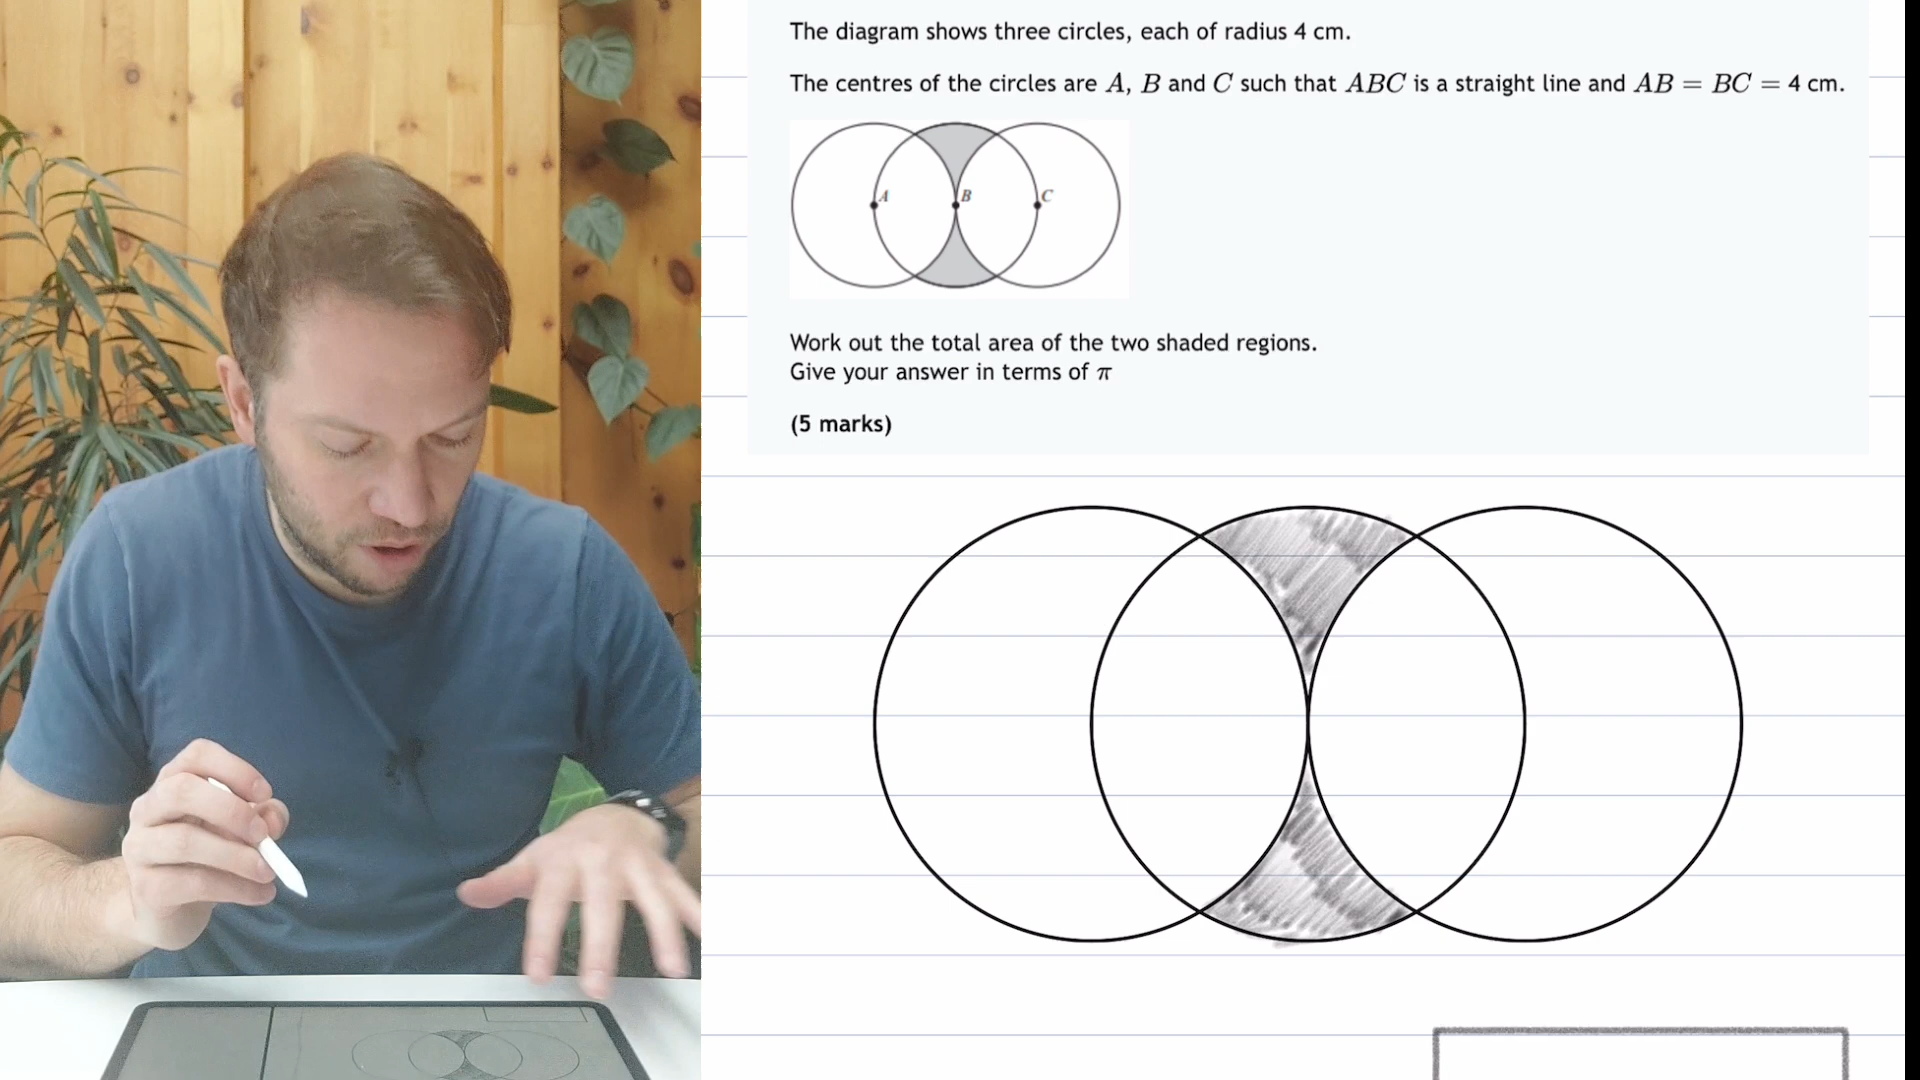 The diagram shows three circles, each of radius 4 cm.
The centres of the circles are A, B and C such that ABC is a straight line and AB = BC = 4 cm.
A B C
Work out the total area of the two shaded regions.
Give your answer in terms of π
(5 marks)